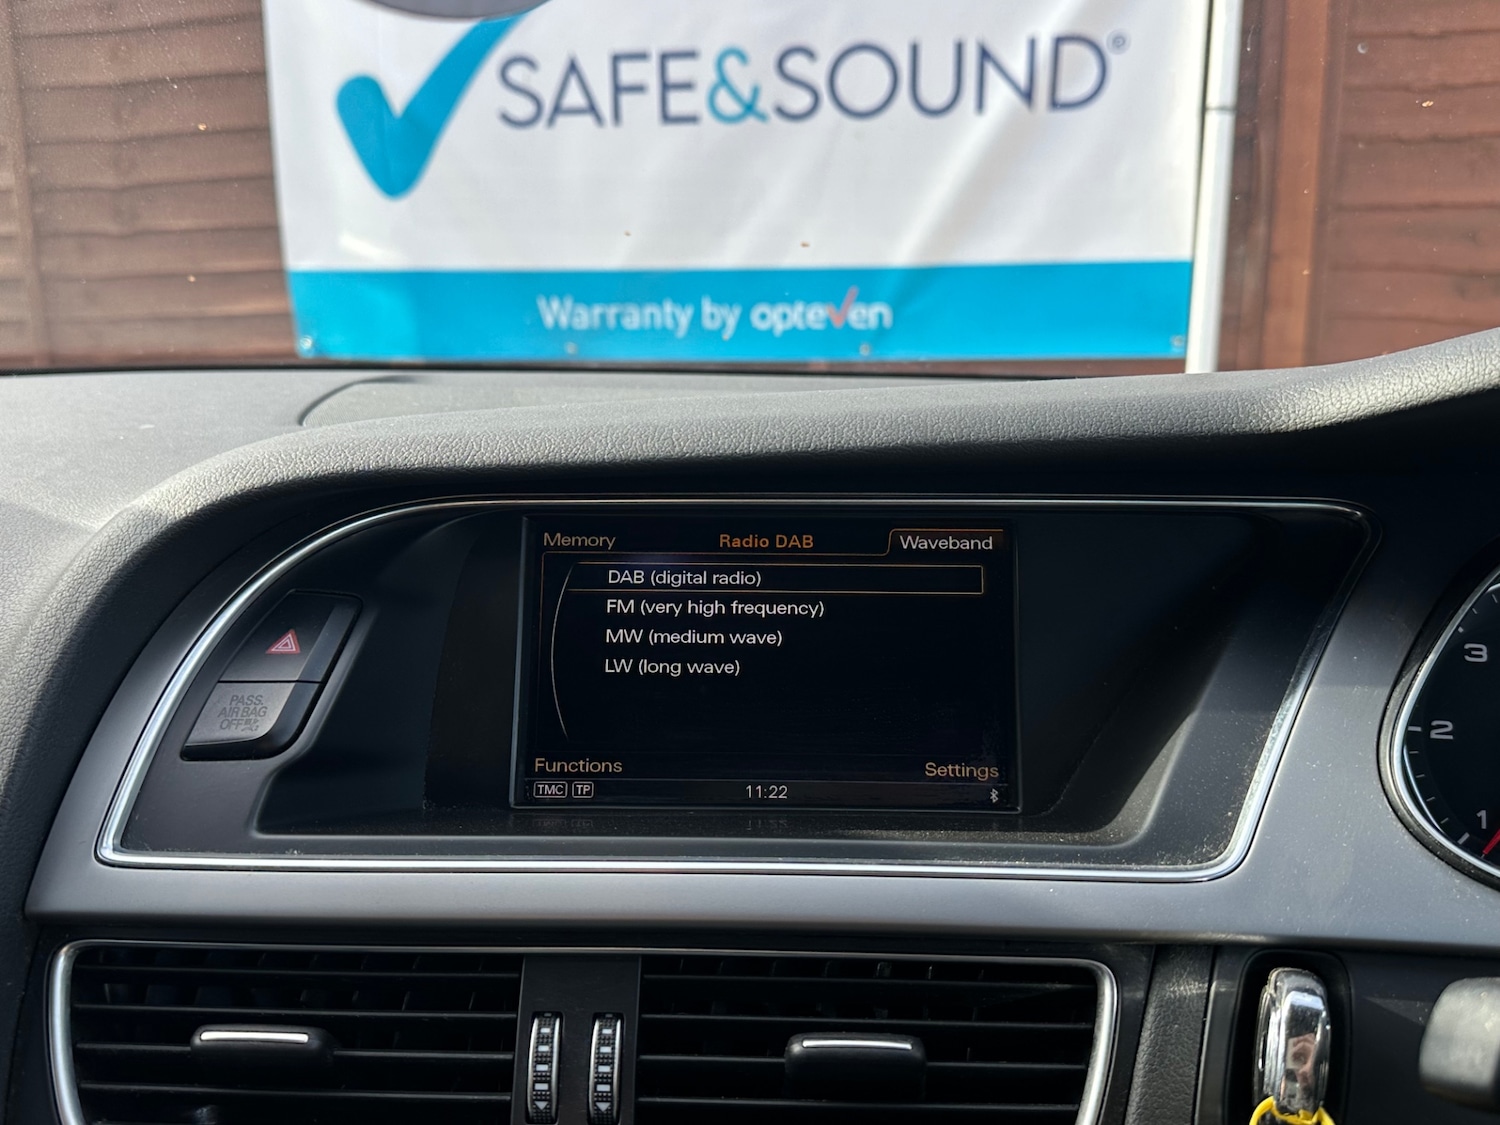 SAFE&SOUND®
Warranty by opteven
Memory
Radio DAB
Waveband
DAB (digital radio)
FM (very high frequency)
MW (medium wave)
LW (long wave)
Functions
Settings
TMC TP
11:22
PASS.
AIR BAG
OFF
3
2
1